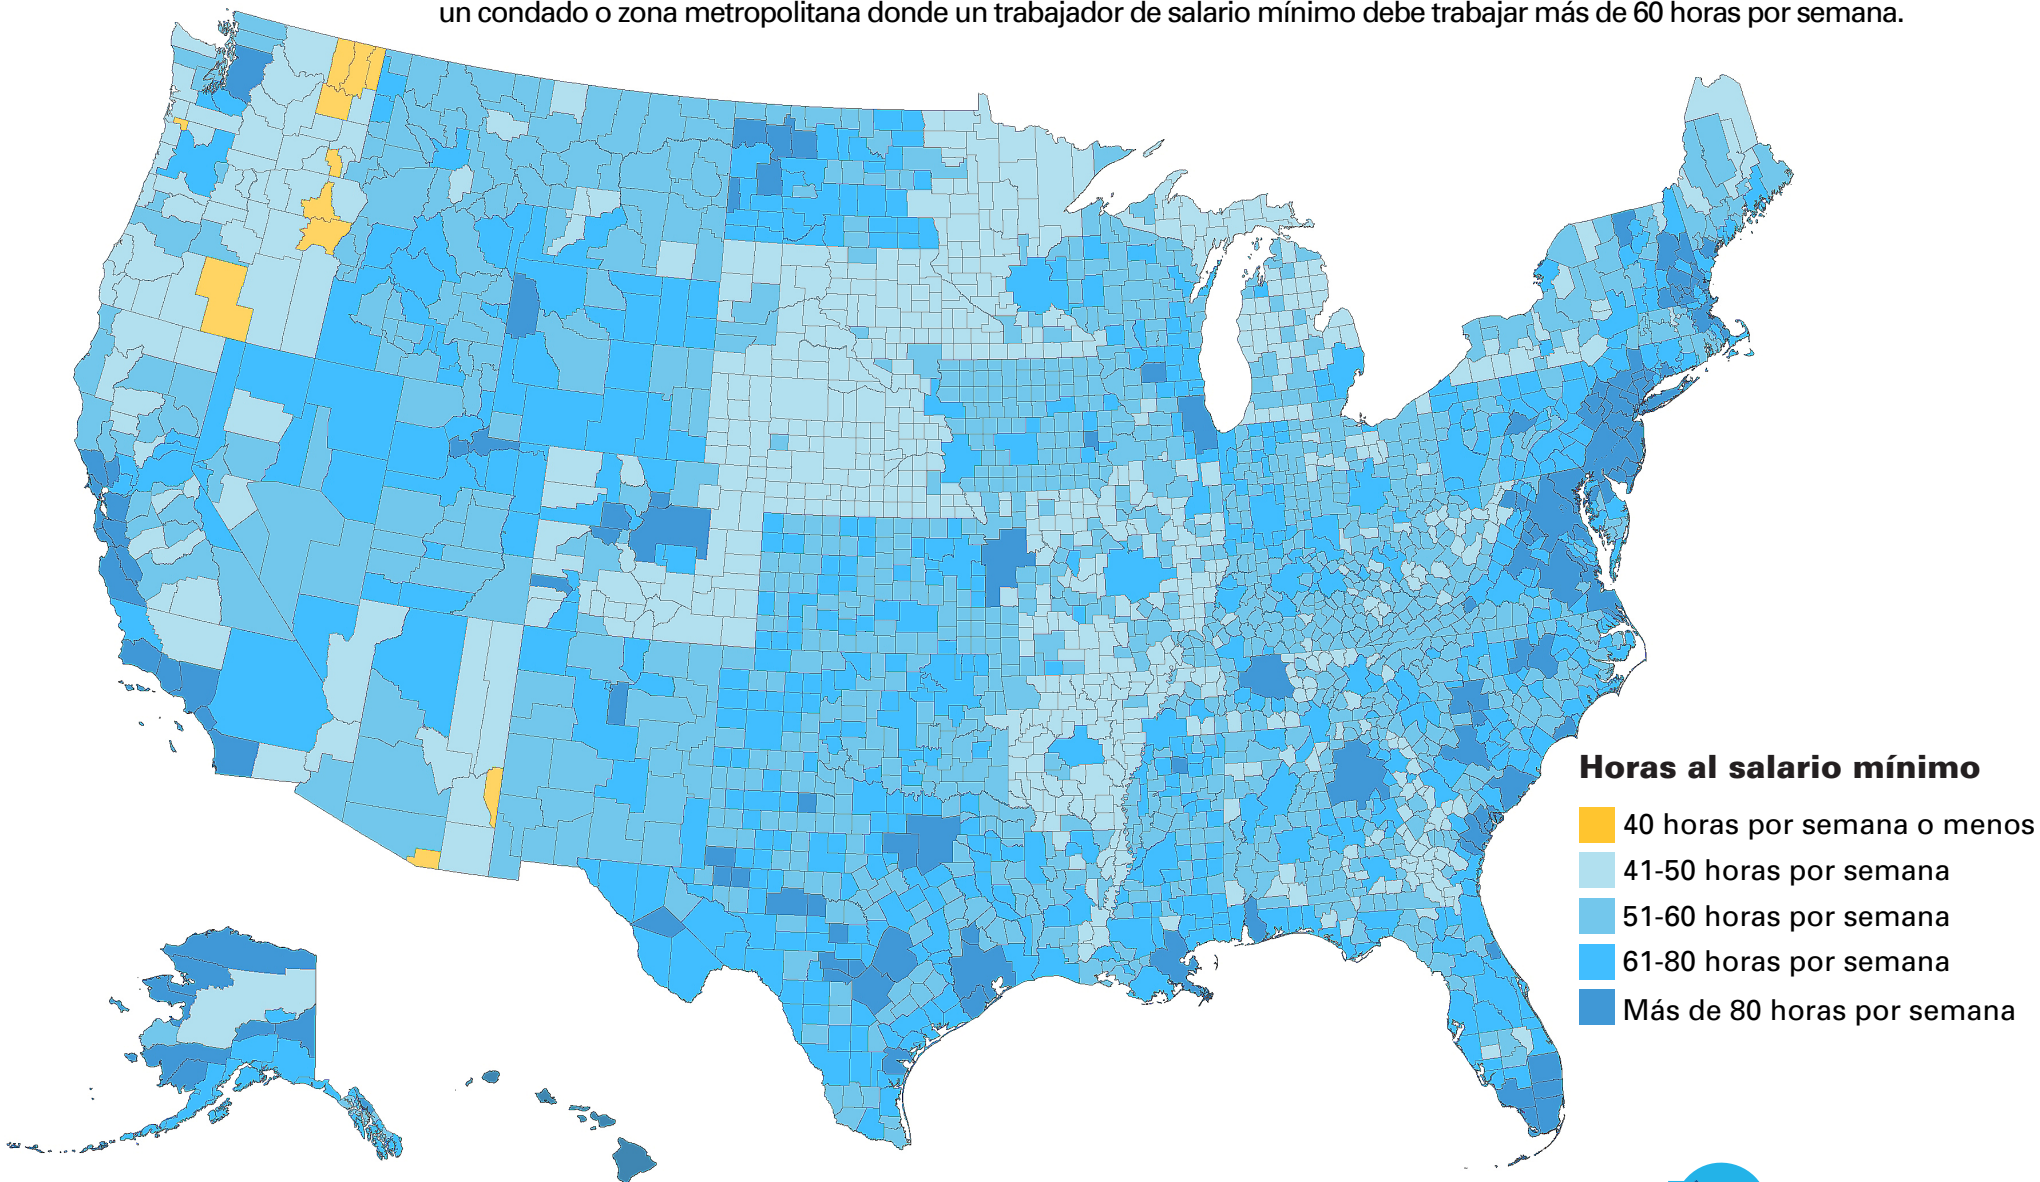 un condado o zona metropolitana donde un trabajador de salario mínimo debe trabajar más de 60 horas por semana.
Horas al salario mínimo
40 horas por semana o menos
41-50 horas por semana
51-60 horas por semana
61-80 horas por semana
Más de 80 horas por semana